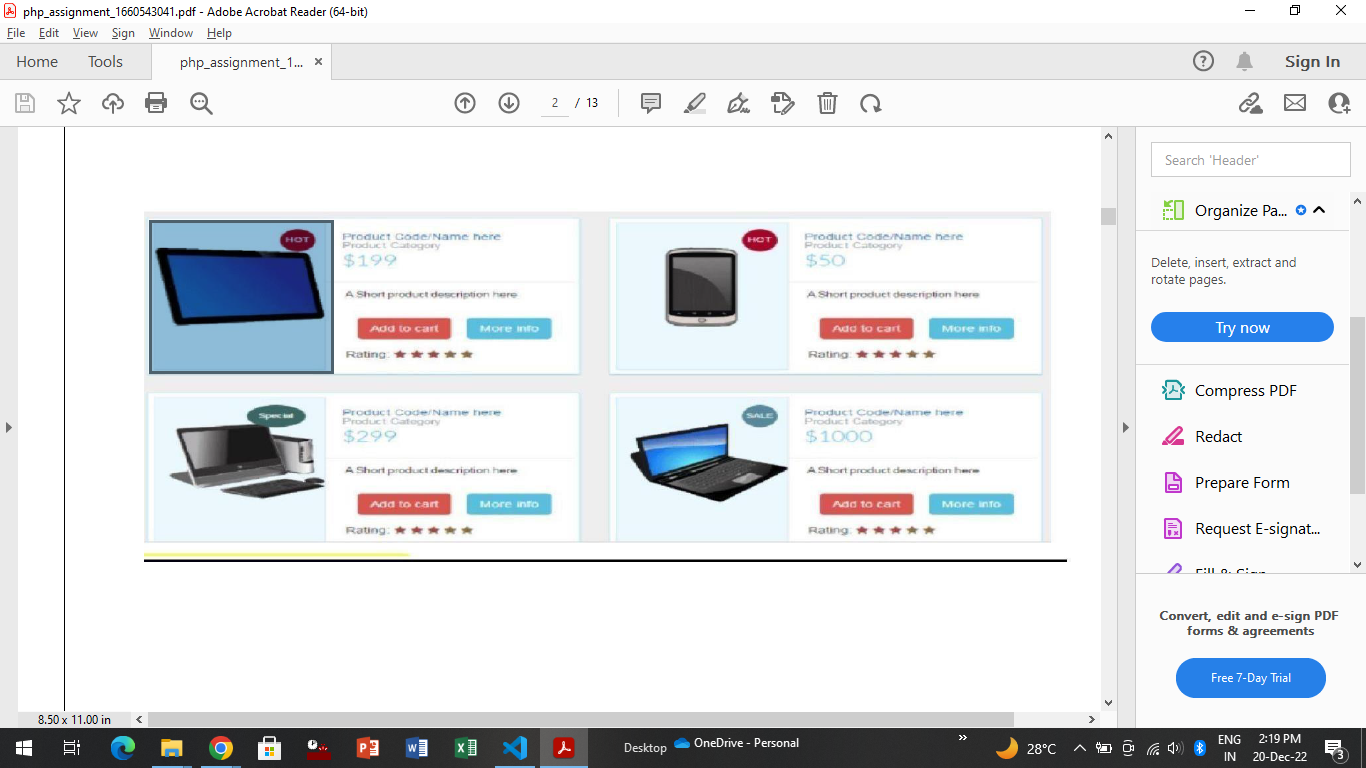 php_assignment_1660543041.pdf - Adobe Acrobat Reader (64-bit)
File Edit View Sign Window Help
Home Tools php_assignment_1... × Sign In
2 / 13
Search 'Header'
Organize Pa...
Delete, insert, extract and
rotate pages.
Try now
Compress PDF
Redact
Prepare Form
Request E-signat...
Fill & Sign
Convert, edit and e-sign PDF
forms & agreements
Free 7-Day Trial
HOT
Product Code/Name here
Product Category
$199
A Short product description here
Add to cart More info
Rating: ★★★★★
HOT
Product Code/Name here
Product Category
$50
A Short product description here
Add to cart More info
Rating: ★★★★★
Special
Product Code/Name here
Product Category
$299
A Short product description here
Add to cart More info
Rating: ★★★★★
SALE
Product Code/Name here
Product Category
$1000
A Short product description here
Add to cart More info
Rating: ★★★★★
8.50 x 11.00 in
Desktop OneDrive - Personal
28°C
ENG
IN
2:19 PM
20-Dec-22
3